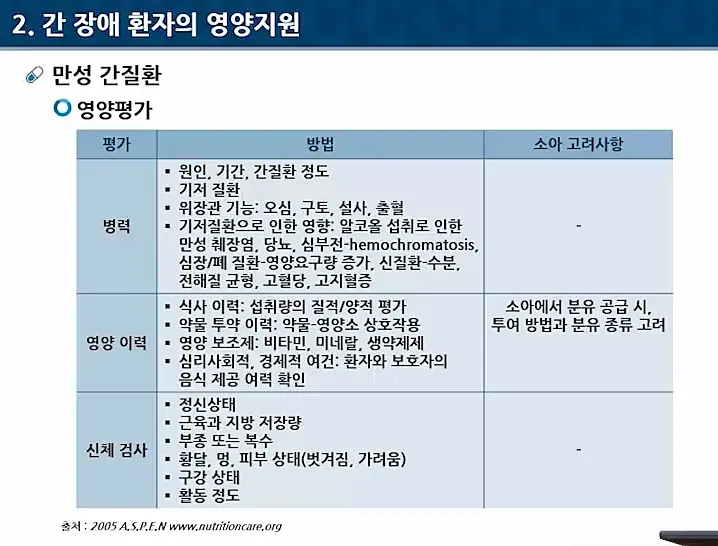 2. 간 장애 환자의 영양지원
만성 간질환
영양평가
평가 방법 소아 고려사항
병력
▪ 원인, 기간, 간질환 정도
▪ 기저 질환
▪ 위장관 기능: 오심, 구토, 설사, 출혈
▪ 기저질환으로 인한 영향: 알코올 섭취로 인한
만성 췌장염, 당뇨, 심부전-hemochromatosis,
심장/폐 질환-영양요구량 증가, 신질환-수분,
전해질 균형, 고혈당, 고지혈증
-
영양 이력
▪ 식사 이력: 섭취량의 질적/양적 평가
▪ 약물 투약 이력: 약물-영양소 상호작용
▪ 영양 보조제: 비타민, 미네랄, 생약제제
▪ 심리사회적, 경제적 여건: 환자와 보호자의
음식 제공 여력 확인
소아에서 분유 공급 시,
투여 방법과 분유 종류 고려
신체 검사
▪ 정신상태
▪ 근육과 지방 저장량
▪ 부종 또는 복수
▪ 황달, 멍, 피부 상태(벗겨짐, 가려움)
▪ 구강 상태
▪ 활동 정도
-
출처 : 2005 A.S.P.E.N www.nutritioncare.org